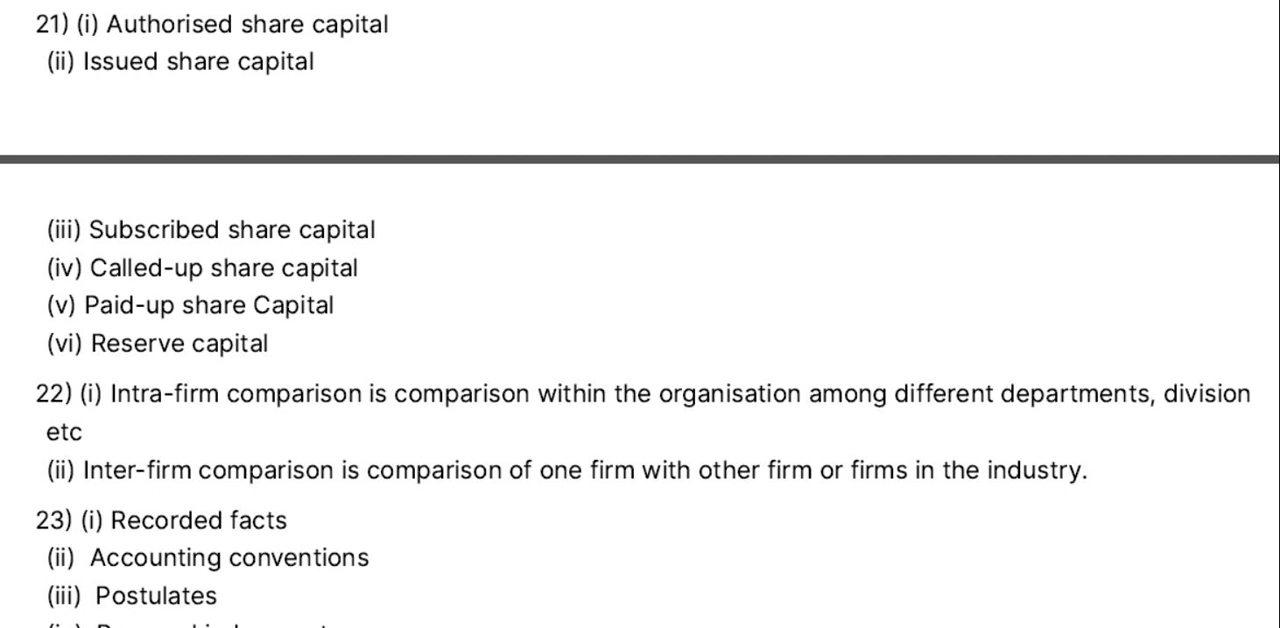 21) (i) Authorised share capital
(ii) Issued share capital
(iii) Subscribed share capital
(iv) Called-up share capital
(v) Paid-up share Capital
(vi) Reserve capital
22) (i) Intra-firm comparison is comparison within the organisation among different departments, division
etc
(ii) Inter-firm comparison is comparison of one firm with other firm or firms in the industry.
23) (i) Recorded facts
(ii) Accounting conventions
(iii) Postulates